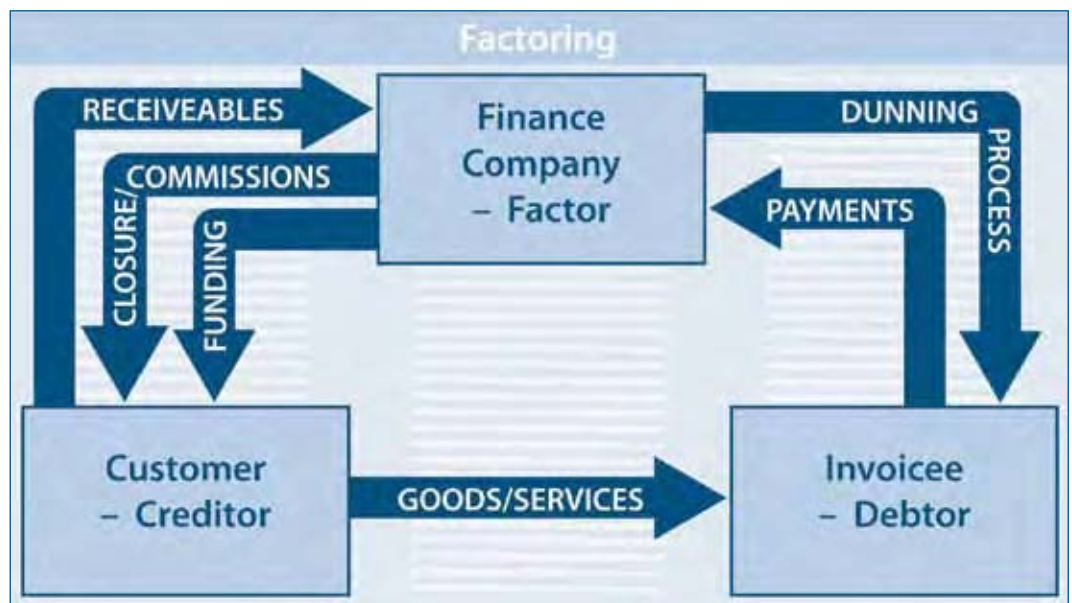 Factoring
RECEIVEABLES
COMMISSIONS
CLOSURE/
FUNDING
Finance
Company
– Factor
DUNNING
PROCESS
PAYMENTS
Customer
– Creditor
GOODS/SERVICES
Invoicee
– Debtor